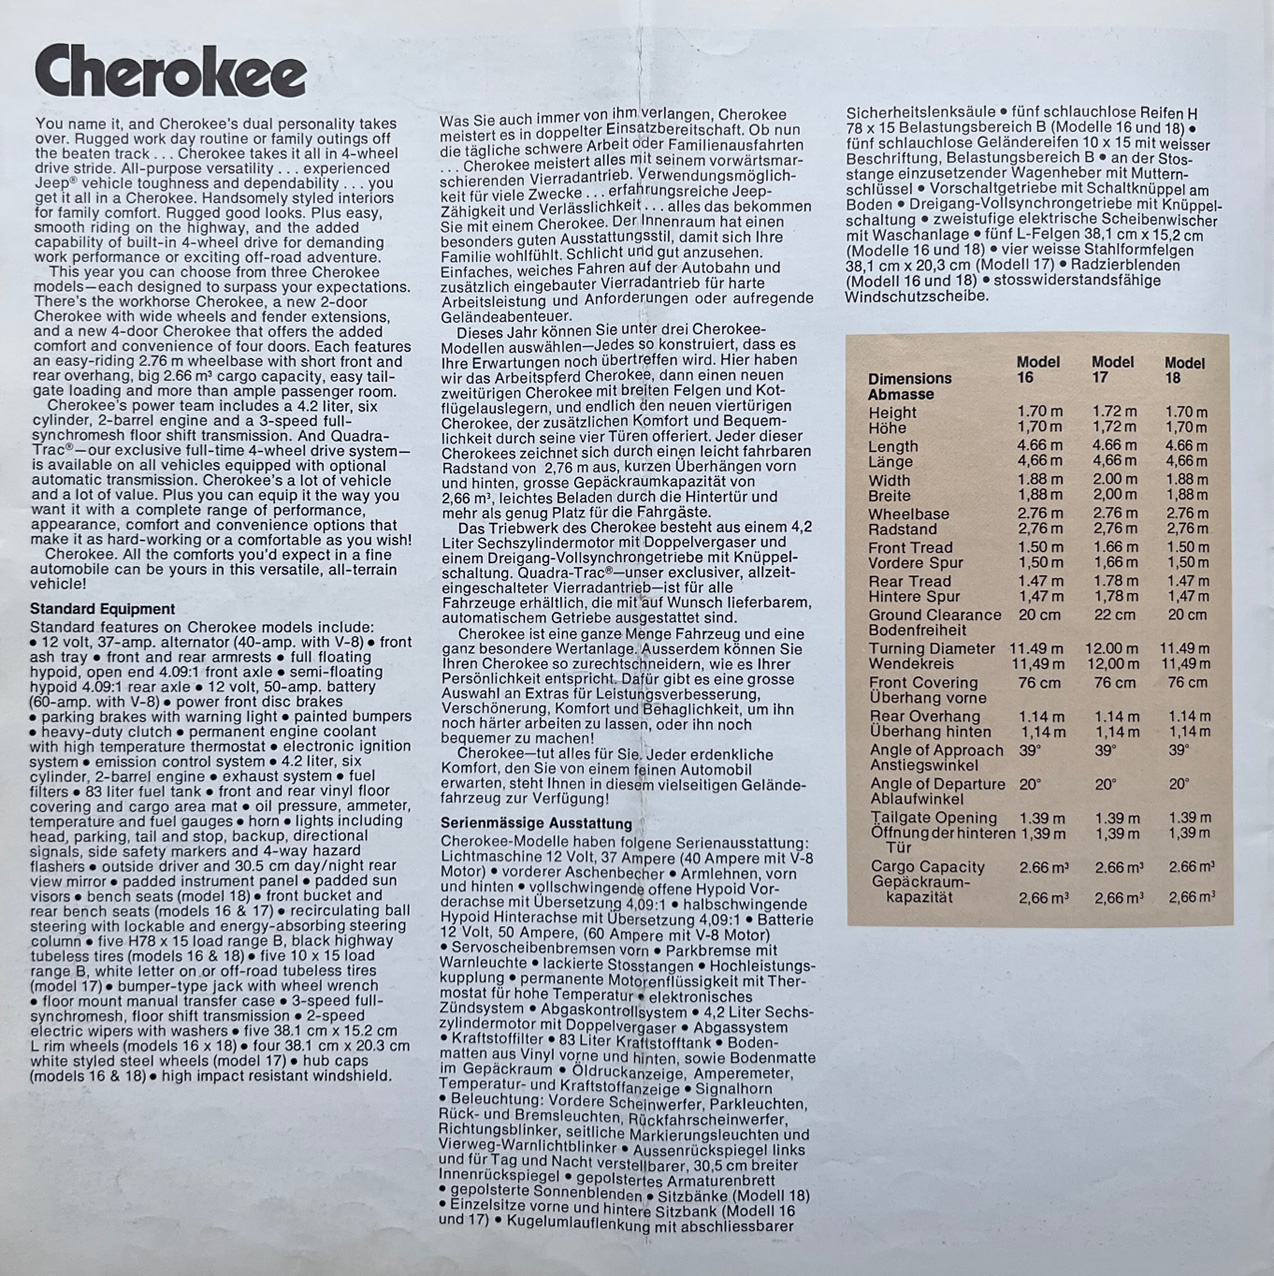 Cherokee
You name it, and Cherokee's dual personality takes
over. Rugged work day routine or family outings off
the beaten track . . . Cherokee takes it all in 4-wheel
drive stride. All-purpose versatility . . . experienced
Jeep® vehicle toughness and dependability . . . you
get it all in a Cherokee. Handsomely styled interiors
for family comfort. Rugged good looks. Plus easy,
smooth riding on the highway, and the added
capability of built-in 4-wheel drive for demanding
work performance or exciting off-road adventure.
This year you can choose from three Cherokee
models—each designed to surpass your expectations.
There's the workhorse Cherokee, a new 2-door
Cherokee with wide wheels and fender extensions,
and a new 4-door Cherokee that offers the added
comfort and convenience of four doors. Each features
an easy-riding 2.76 m wheelbase with short front and
rear overhang, big 2.66 m³ cargo capacity, easy tail-
gate loading and more than ample passenger room.
Cherokee's power team includes a 4.2 liter, six
cylinder, 2-barrel engine and a 3-speed full-
synchromesh floor shift transmission. And Quadra-
Trac®—our exclusive full-time 4-wheel drive system—
is available on all vehicles equipped with optional
automatic transmission. Cherokee's a lot of vehicle
and a lot of value. Plus you can equip it the way you
want it with a complete range of performance,
appearance, comfort and convenience options that
make it as hard-working or a comfortable as you wish!
Cherokee. All the comforts you'd expect in a fine
automobile can be yours in this versatile, all-terrain
vehicle!
Standard Equipment
Standard features on Cherokee models include:
• 12 volt, 37-amp. alternator (40-amp. with V-8) • front
ash tray • front and rear armrests • full floating
hypoid, open end 4.09:1 front axle • semi-floating
hypoid 4.09:1 rear axle • 12 volt, 50-amp. battery
(60-amp. with V-8) • power front disc brakes
• parking brakes with warning light • painted bumpers
• heavy-duty clutch • permanent engine coolant
with high temperature thermostat • electronic ignition
system • emission control system • 4.2 liter, six
cylinder, 2-barrel engine • exhaust system • fuel
filters • 83 liter fuel tank • front and rear vinyl floor
covering and cargo area mat • oil pressure, ammeter,
temperature and fuel gauges • horn • lights including
head, parking, tail and stop, backup, directional
signals, side safety markers and 4-way hazard
flashers • outside driver and 30.5 cm day/night rear
view mirror • padded instrument panel • padded sun
visors • bench seats (model 18) • front bucket and
rear bench seats (models 16 & 17) • recirculating ball
steering with lockable and energy-absorbing steering
column • five H78 x 15 load range B, black highway
tubeless tires (models 16 & 18) • five 10 x 15 load
range B, white letter on or off-road tubeless tires
(model 17) • bumper-type jack with wheel wrench
• floor mount manual transfer case • 3-speed full-
synchromesh, floor shift transmission • 2-speed
electric wipers with washers • five 38.1 cm x 15.2 cm
L rim wheels (models 16 x 18) • four 38.1 cm x 20.3 cm
white styled steel wheels (model 17) • hub caps
(models 16 & 18) • high impact resistant windshield.
Was Sie auch immer von ihm verlangen, Cherokee
meistert es in doppelter Einsatzbereitschaft. Ob nun
die tägliche schwere Arbeit oder Familienausfahrten
. . . Cherokee meistert alles mit seinem vorwärtsmar-
schierenden Vierradantrieb. Verwendungsmöglich-
keit für viele Zwecke . . . erfahrungsreiche Jeep-
Zähigkeit und Verlässlichkeit . . . alles das bekommen
Sie mit einem Cherokee. Der Innenraum hat einen
besonders guten Ausstattungsstil, damit sich Ihre
Familie wohlfühlt. Schlicht und gut anzusehen.
Einfaches, weiches Fahren auf der Autobahn und
zusätzlich eingebauter Vierradantrieb für harte
Arbeitsleistung und Anforderungen oder aufregende
Geländeabenteuer.
Dieses Jahr können Sie unter drei Cherokee-
Modellen auswählen—Jedes so konstruiert, dass es
Ihre Erwartungen noch übertreffen wird. Hier haben
wir das Arbeitspferd Cherokee, dann einen neuen
zweitürigen Cherokee mit breiten Felgen und Kot-
flügelauslegern, und endlich den neuen viertürigen
Cherokee, der zusätzlichen Komfort und Bequem-
lichkeit durch seine vier Türen offeriert. Jeder dieser
Cherokees zeichnet sich durch einen leicht fahrbaren
Radstand von 2,76 m aus, kurzen Überhängen vorn
und hinten, grosse Gepäckraumkapazität von
2,66 m³, leichtes Beladen durch die Hintertür und
mehr als genug Platz für die Fahrgäste.
Das Triebwerk des Cherokee besteht aus einem 4,2
Liter Sechszylindermotor mit Doppelvergaser und
einem Dreigang-Vollsynchrongetriebe mit Knüppel-
schaltung. Quadra-Trac®—unser exclusiver, allzeit-
eingeschalteter Vierradantrieb—ist für alle
Fahrzeuge erhältlich, die mit auf Wunsch lieferbarem,
automatischem Getriebe ausgestattet sind.
Cherokee ist eine ganze Menge Fahrzeug und eine
ganz besondere Wertanlage. Ausserdem können Sie
Ihren Cherokee so zurechtschneidern, wie es Ihrer
Persönlichkeit entspricht. Dafür gibt es eine grosse
Auswahl an Extras für Leistungsverbesserung,
Verschönerung, Komfort und Behaglichkeit, um ihn
noch härter arbeiten zu lassen, oder ihn noch
bequemer zu machen!
Cherokee—tut alles für Sie. Jeder erdenkliche
Komfort, den Sie von einem feinen Automobil
erwarten, steht Ihnen in diesem vielseitigen Gelände-
fahrzeug zur Verfügung!
Serienmässige Ausstattung
Cherokee-Modelle haben folgene Serienausstattung:
Lichtmaschine 12 Volt, 37 Ampere (40 Ampere mit V-8
Motor) • vorderer Aschenbecher • Armlehnen, vorn
und hinten • vollschwingende offene Hypoid Vor-
derachse mit Übersetzung 4,09:1 • halbschwingende
Hypoid Hinterachse mit Übersetzung 4,09:1 • Batterie
12 Volt, 50 Ampere, (60 Ampere mit V-8 Motor)
• Servoscheibenbremsen vorn • Parkbremse mit
Warnleuchte • lackierte Stosstangen • Hochleistungs-
kupplung • permanente Motorenflüssigkeit mit Ther-
mostat für hohe Temperatur • elektronisches
Zündsystem • Abgaskontrollsystem • 4,2 Liter Sechs-
zylindermotor mit Doppelvergaser • Abgassystem
• Kraftstoffilter • 83 Liter Kraftstofftank • Boden-
matten aus Vinyl vorne und hinten, sowie Bodenmatte
im Gepäckraum • Öldruckanzeige, Amperemeter,
Temperatur- und Kraftstoffanzeige • Signalhorn
• Beleuchtung: Vordere Scheinwerfer, Parkleuchten,
Rück- und Bremsleuchten, Rückfahrscheinwerfer,
Richtungsblinker, seitliche Markierungsleuchten und
Vierweg-Warnlichtblinker • Aussenrückspiegel links
und für Tag und Nacht verstellbarer, 30,5 cm breiter
Innenrückspiegel • gepolstertes Armaturenbrett
• gepolsterte Sonnenblenden • Sitzbänke (Modell 18)
• Einzelsitze vorne und hintere Sitzbank (Modell 16
und 17) • Kugelumlauflenkung mit abschliessbarer
Sicherheitslenksäule • fünf schlauchlose Reifen H
78 x 15 Belastungsbereich B (Modelle 16 und 18) •
fünf schlauchlose Geländereifen 10 x 15 mit weisser
Beschriftung, Belastungsbereich B • an der Stos-
stange einzusetzender Wagenheber mit Muttern-
schlüssel • Vorschaltgetriebe mit Schaltknüppel am
Boden • Dreigang-Vollsynchrongetriebe mit Knüppel-
schaltung • zweistufige elektrische Scheibenwischer
mit Waschanlage • fünf L-Felgen 38,1 cm x 15,2 cm
(Modelle 16 und 18) • vier weisse Stahlformfelgen
38,1 cm x 20,3 cm (Modell 17) • Radzierblenden
(Modell 16 und 18) • stosswiderstandsfähige
Windschutzscheibe.
Model Model Model
Dimensions 16 17 18
Abmasse
Height 1.70 m 1.72 m 1.70 m
Höhe 1,70 m 1,72 m 1,70 m
Length 4.66 m 4.66 m 4.66 m
Länge 4,66 m 4,66 m 4,66 m
Width 1.88 m 2.00 m 1.88 m
Breite 1,88 m 2,00 m 1,88 m
Wheelbase 2.76 m 2.76 m 2.76 m
Radstand 2,76 m 2,76 m 2,76 m
Front Tread 1.50 m 1.66 m 1.50 m
Vordere Spur 1,50 m 1,66 m 1,50 m
Rear Tread 1.47 m 1.78 m 1.47 m
Hintere Spur 1,47 m 1,78 m 1,47 m
Ground Clearance 20 cm 22 cm 20 cm
Bodenfreiheit
Turning Diameter 11.49 m 12.00 m 11.49 m
Wendekreis 11,49 m 12,00 m 11,49 m
Front Covering 76 cm 76 cm 76 cm
Überhang vorne
Rear Overhang 1.14 m 1.14 m 1.14 m
Überhang hinten 1,14 m 1,14 m 1,14 m
Angle of Approach 39° 39° 39°
Anstiegswinkel
Angle of Departure 20° 20° 20°
Ablaufwinkel
Tailgate Opening 1.39 m 1.39 m 1.39 m
Öffnung der hinteren 1,39 m 1,39 m 1,39 m
Tür
Cargo Capacity 2.66 m³ 2.66 m³ 2.66 m³
Gepäckraum-
kapazität 2,66 m³ 2,66 m³ 2,66 m³